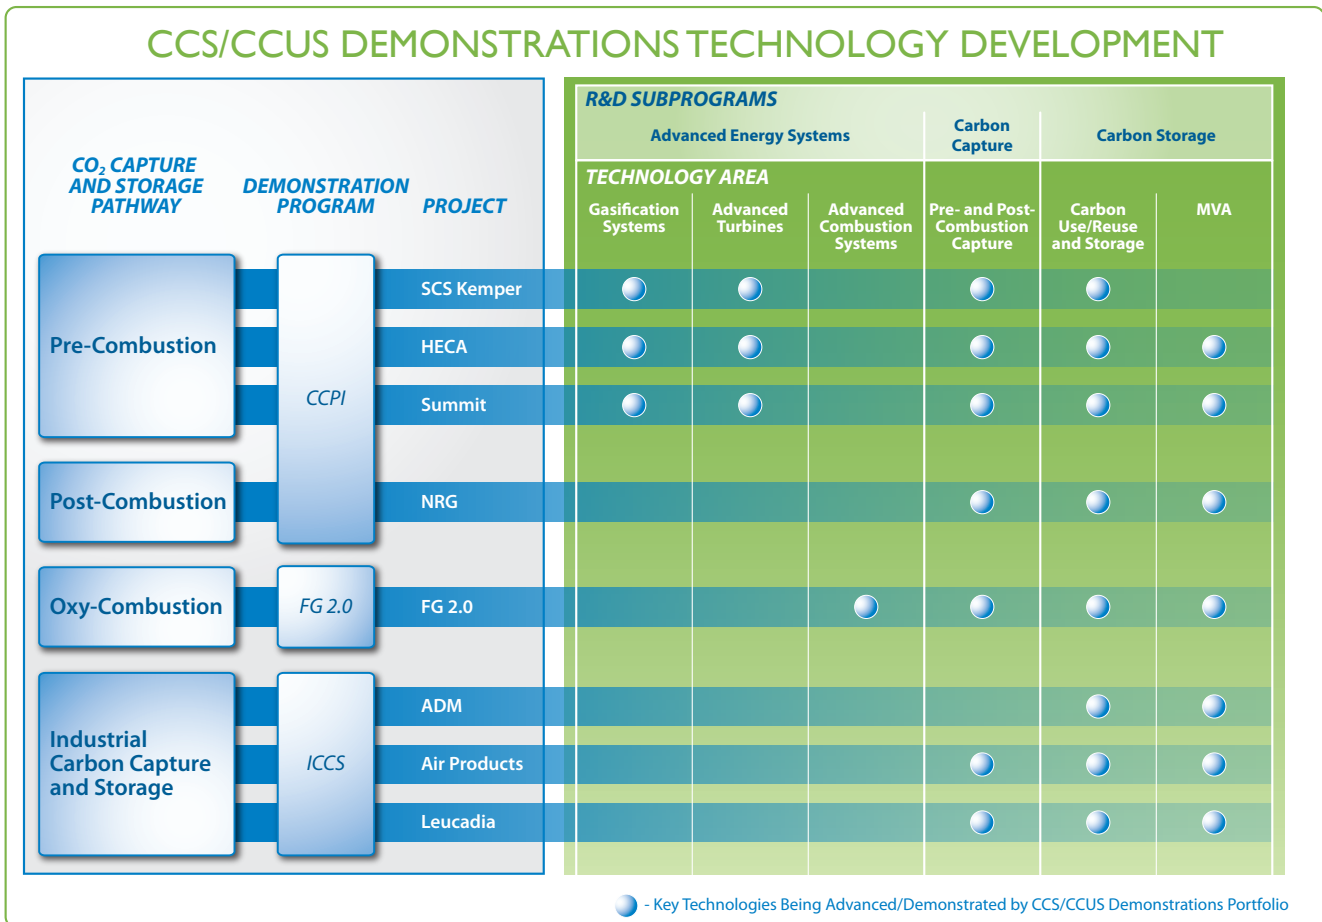 CCS/CCUS DEMONSTRATIONS TECHNOLOGY DEVELOPMENT
R&D SUBPROGRAMS
Advanced Energy Systems
Carbon
Capture
Carbon Storage
CO₂ CAPTURE
AND STORAGE
PATHWAY
DEMONSTRATION
PROGRAM
PROJECT
TECHNOLOGY AREA
Gasification
Systems
Advanced
Turbines
Advanced
Combustion
Systems
Pre- and Post-
Combustion
Capture
Carbon
Use/Reuse
and Storage
MVA
Pre-Combustion
CCPI
SCS Kemper
HECA
Summit
Post-Combustion
NRG
Oxy-Combustion
FG 2.0
FG 2.0
Industrial
Carbon Capture
and Storage
ICCS
ADM
Air Products
Leucadia
- Key Technologies Being Advanced/Demonstrated by CCS/CCUS Demonstrations Portfolio